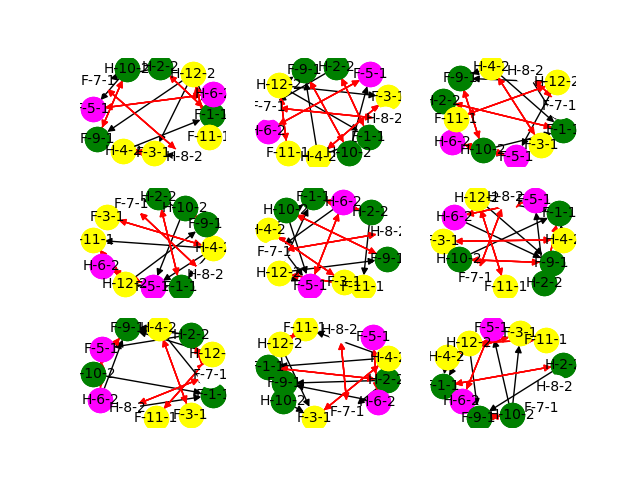 H-10-2 H-2-2 H-12-2
F-7-1 H-6-2
F-5-1 F-1-1
F-9-1 F-11-1
H-4-2 F-3-1 H-8-2
F-9-1 H-2-2 F-5-1
H-12-2 F-3-1
F-7-1 H-8-2
H-6-2 F-1-1
F-11-1 H-4-2 H-10-2
H-4-2 H-8-2
F-9-1 H-12-2
H-2-2 F-7-1
F-11-1 F-1-1
H-6-2 H-10-2 F-5-1 F-3-1
F-7-1 H-2-2 H-10-2
F-3-1 F-9-1
F-11-1 H-4-2
H-6-2 H-8-2
H-12-2 F-5-1 F-1-1
F-1-1 H-6-2
H-10-2 H-2-2
H-4-2 H-8-2
F-7-1 F-9-1
H-12-2 F-5-1 F-3-1 F-11-1
H-12-2 H-8-2 F-5-1
H-6-2 F-1-1
F-3-1 H-4-2
H-10-2 F-9-1
F-7-1 F-11-1 H-2-2
F-9-1 H-4-2 H-2-2
F-5-1 H-12-2
H-10-2 F-7-1
H-6-2 H-8-2 F-1-1
F-11-1 F-3-1
F-11-1 H-8-2 F-5-1
H-12-2 H-4-2
F-1-1 H-2-2
F-9-1
H-10-2 F-3-1 F-7-1 H-6-2
F-5-1 F-3-1 F-11-1
H-4-2 H-12-2 H-2-2
F-1-1 H-8-2
H-6-2 F-9-1 H-10-2 F-7-1